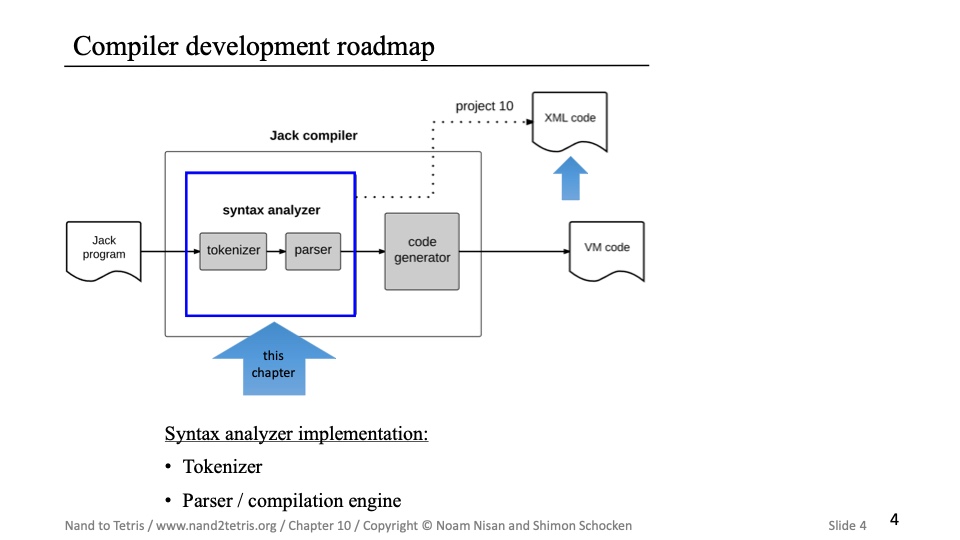 Compiler development roadmap
project 10
XML code
Jack compiler
syntax analyzer
Jack
program
tokenizer
parser
code
generator
VM code
this
chapter
Syntax analyzer implementation:
• Tokenizer
• Parser / compilation engine
Nand to Tetris / www.nand2tetris.org / Chapter 10 / Copyright © Noam Nisan and Shimon Schocken
Slide 4
4